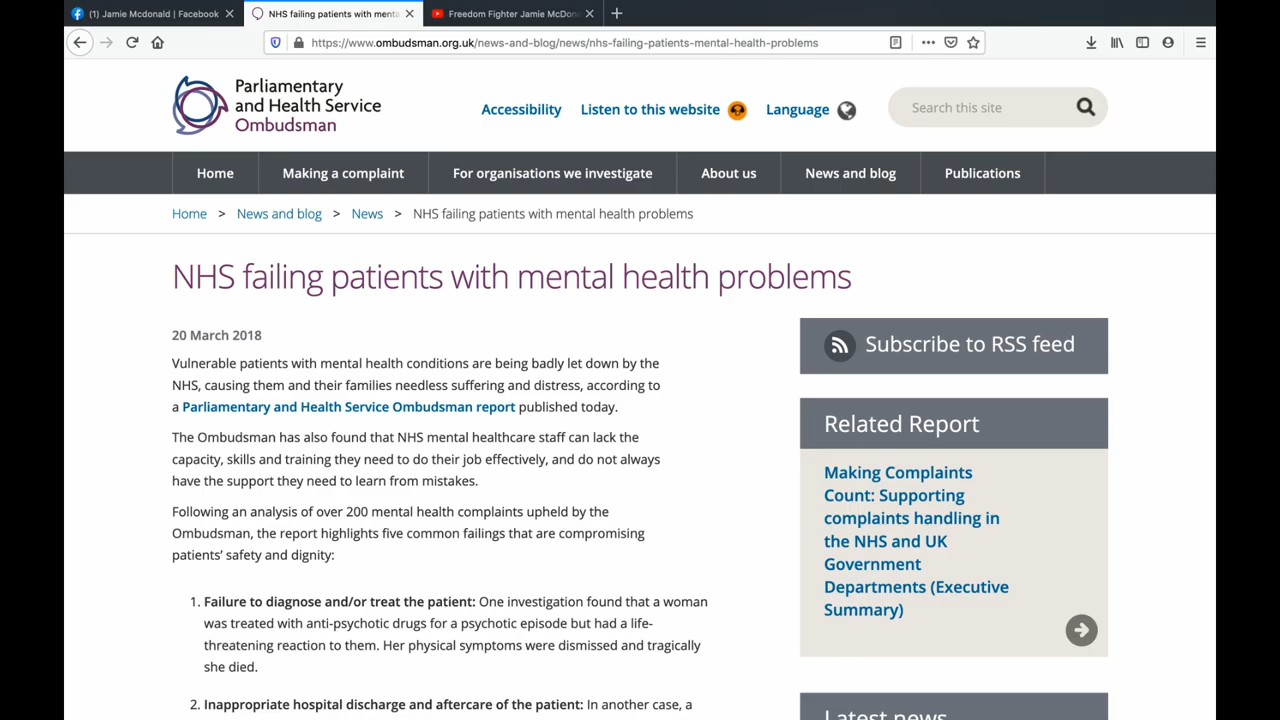 (1) Jamie Mcdonald | Facebook
NHS failing patients with menta
Freedom Fighter Jamie McDona
https://www.ombudsman.org.uk/news-and-blog/news/nhs-failing-patients-mental-health-problems
Parliamentary
and Health Service
Ombudsman
Accessibility
Listen to this website
Language
Search this site
Home
Making a complaint
For organisations we investigate
About us
News and blog
Publications
Home > News and blog > News > NHS failing patients with mental health problems
NHS failing patients with mental health problems
20 March 2018
Vulnerable patients with mental health conditions are being badly let down by the
NHS, causing them and their families needless suffering and distress, according to
a Parliamentary and Health Service Ombudsman report published today.
The Ombudsman has also found that NHS mental healthcare staff can lack the
capacity, skills and training they need to do their job effectively, and do not always
have the support they need to learn from mistakes.
Following an analysis of over 200 mental health complaints upheld by the
Ombudsman, the report highlights five common failings that are compromising
patients' safety and dignity:
1. Failure to diagnose and/or treat the patient: One investigation found that a woman
was treated with anti-psychotic drugs for a psychotic episode but had a life-
threatening reaction to them. Her physical symptoms were dismissed and tragically
she died.
2. Inappropriate hospital discharge and aftercare of the patient: In another case, a
Subscribe to RSS feed
Related Report
Making Complaints
Count: Supporting
complaints handling in
the NHS and UK
Government
Departments (Executive
Summary)
Latest news